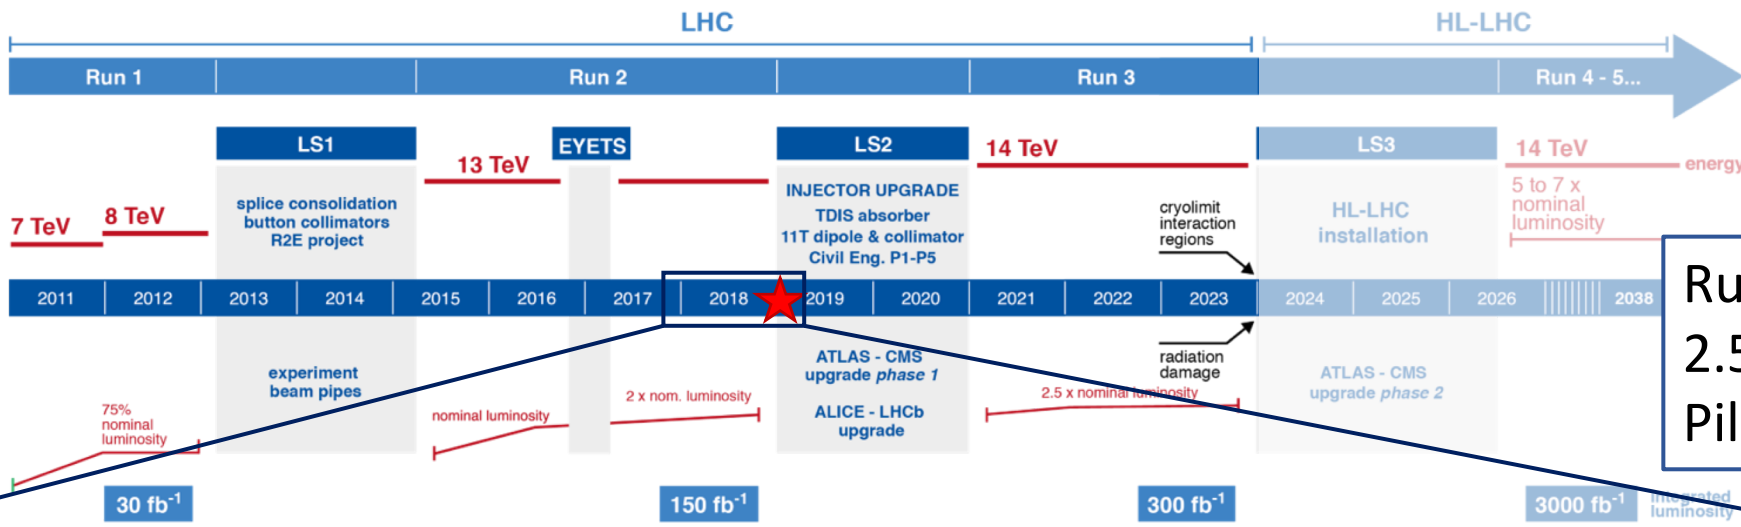 LHC
HL-LHC
Run 1
Run 2
Run 3
Run 4 - 5...
LS1
EYETS
LS2
LS3
13 TeV
14 TeV
14 TeV
energy
7 TeV
8 TeV
splice consolidation
button collimators
R2E project
INJECTOR UPGRADE
TDIS absorber
11T dipole & collimator
Civil Eng. P1-P5
cryolimit
interaction
regions
HL-LHC
installation
5 to 7 x
nominal
luminosity
2011
2012
2013
2014
2015
2016
2017
2018
2019
2020
2021
2022
2023
2024
2025
2026
2038
Ru
2.5
Pil
experiment
beam pipes
ATLAS - CMS
upgrade phase 1
ALICE - LHCb
upgrade
radiation
damage
ATLAS - CMS
upgrade phase 2
75%
nominal
luminosity
nominal luminosity
2 x nom. luminosity
2.5 x nominal luminosity
30 fb⁻¹
150 fb⁻¹
300 fb⁻¹
3000 fb⁻¹
integrated
luminosity